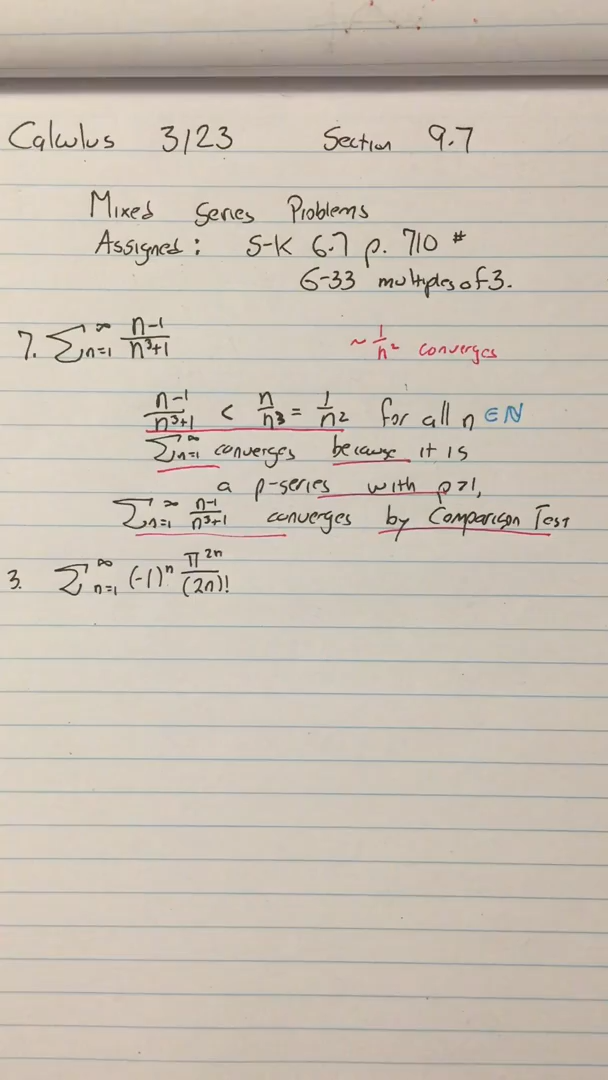 Calculus 3/23 Section 9.7
Mixed Series Problems
Assigned: S-K 6.7 p. 710 #
6-33 multiples of 3.
7. ∑ₙ₌₁^∞ (n-1)/(n³+1) ~ 1/n² converges
(n-1)/(n³+1) < n/n³ = 1/n² for all n ∈ ℕ
∑ₙ₌₁^∞ converges because it is
a p-series with p>1,
∑ₙ₌₁^∞ (n-1)/(n³+1) converges by Comparison Test
3. ∑ₙ₌₁^∞ (-1)ⁿ π²ⁿ/(2n)!